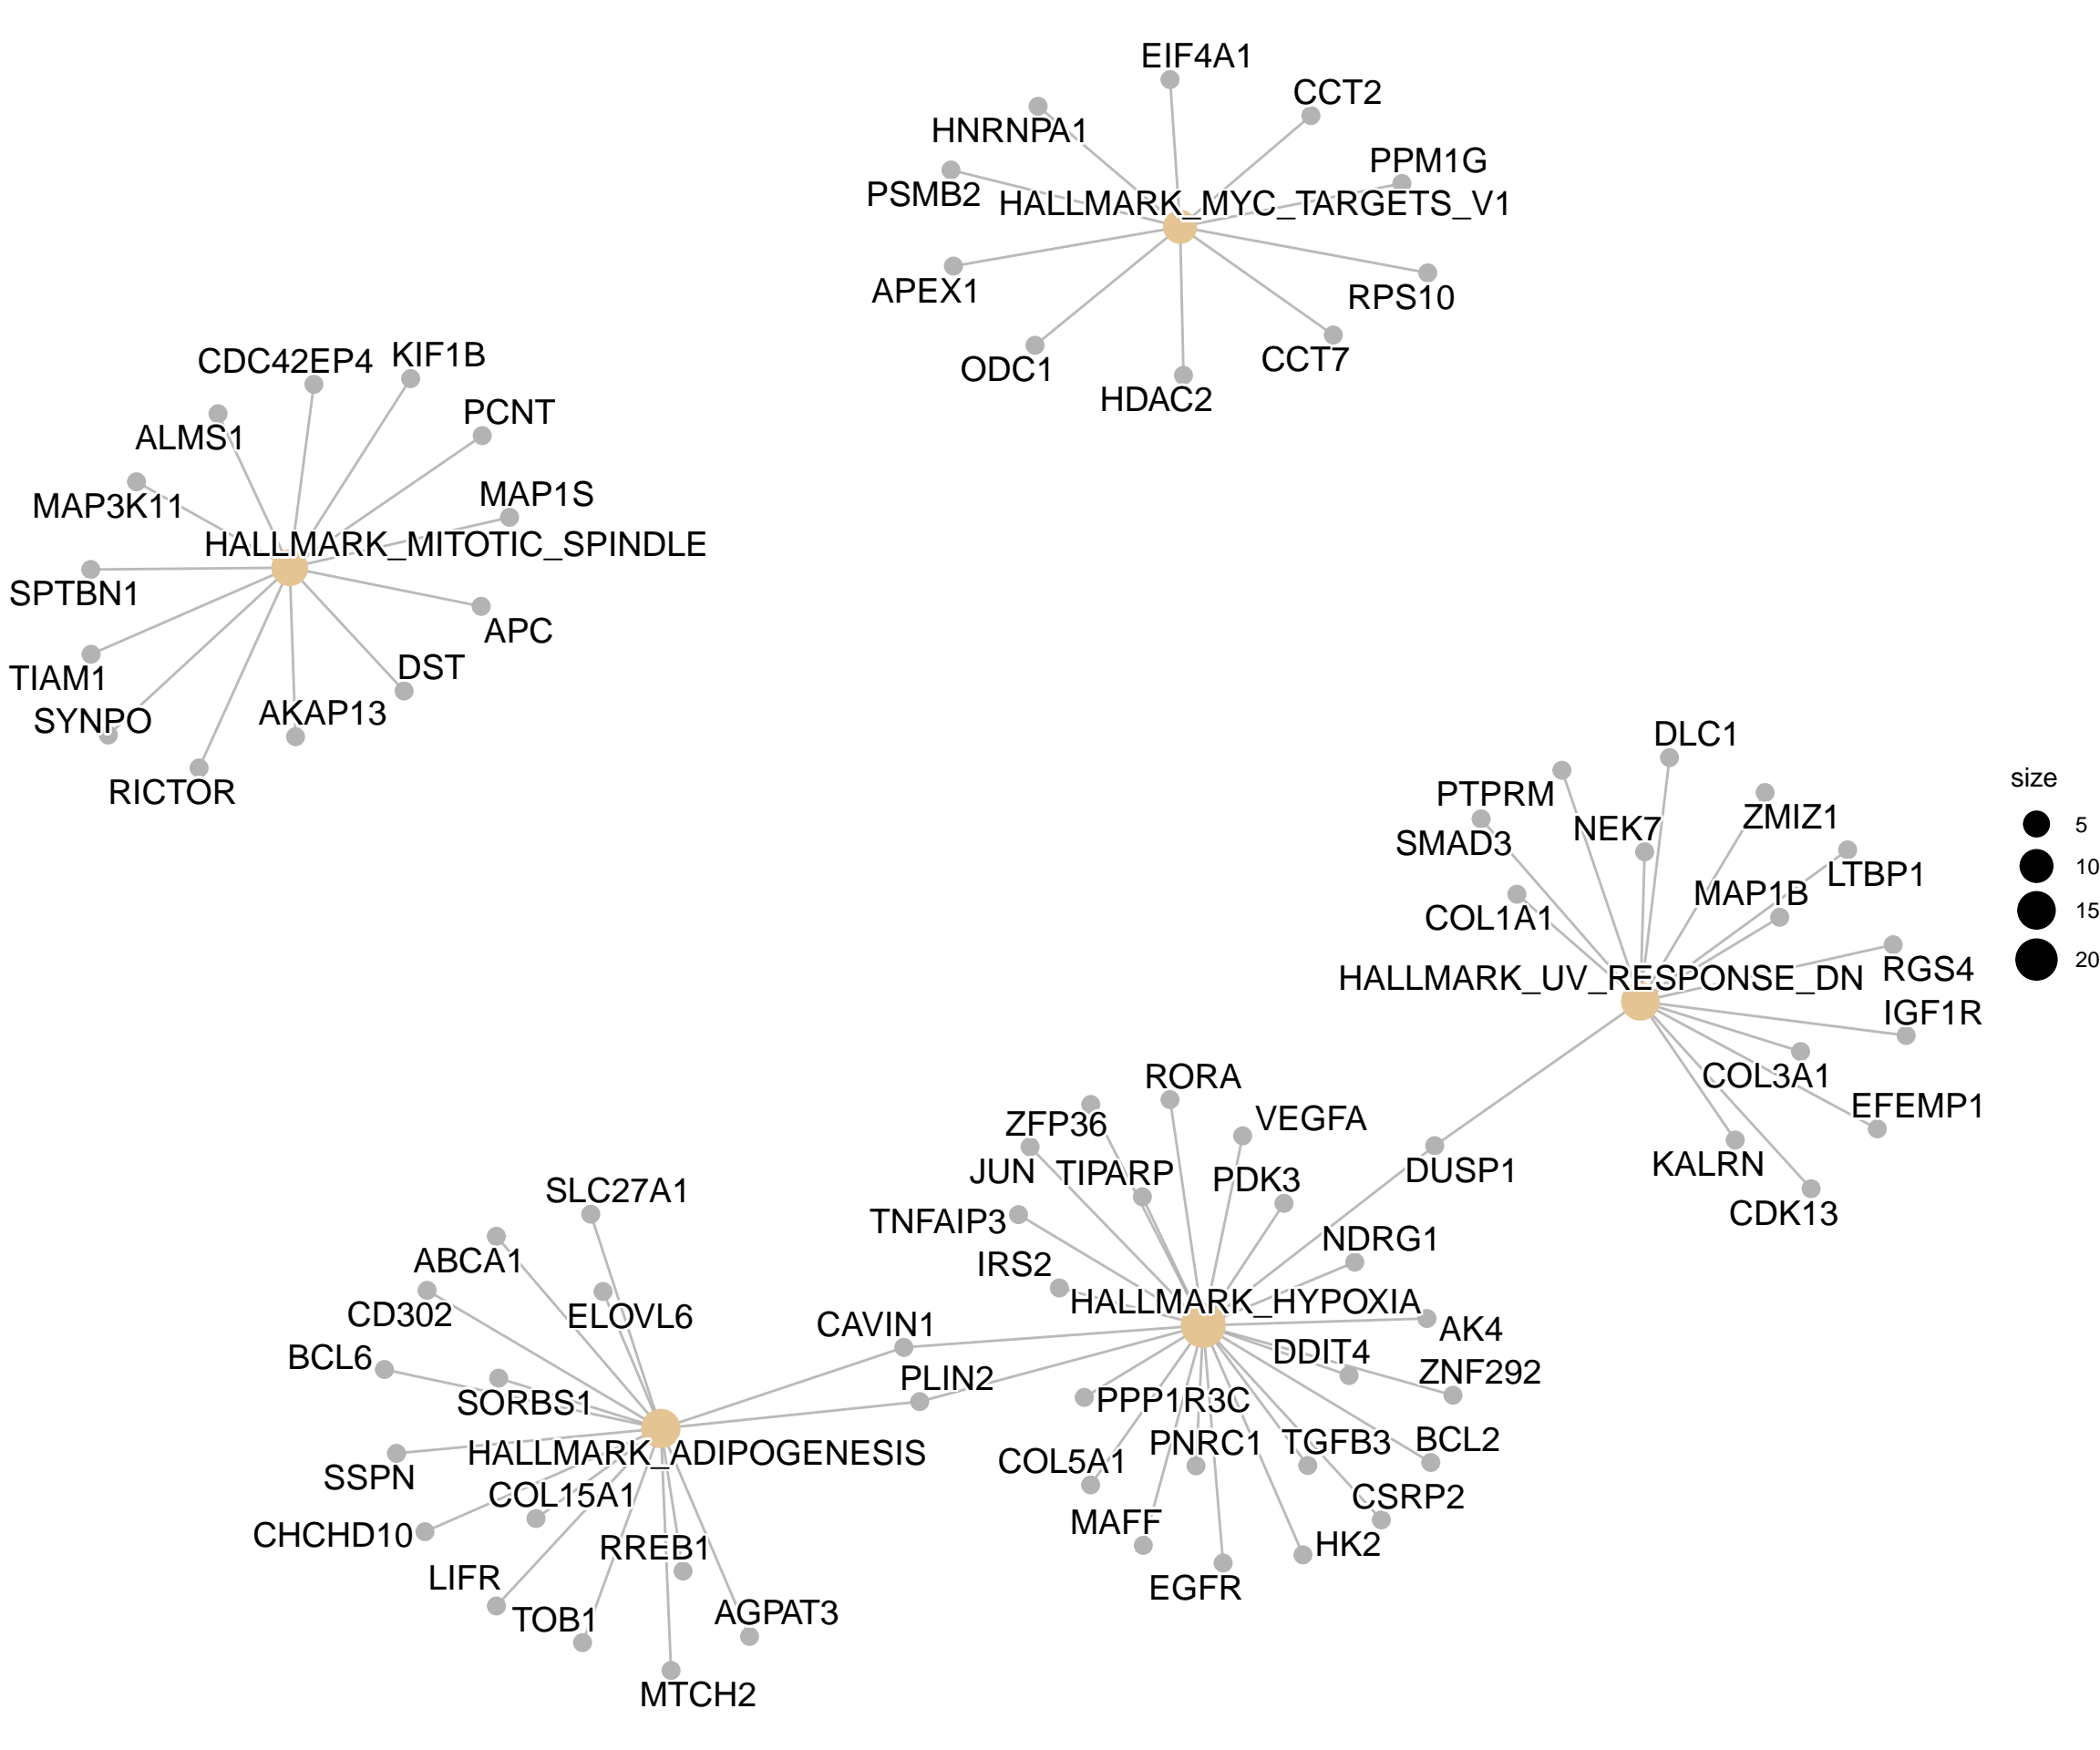 EIF4A1
CCT2
HNRNPA1
PPM1G
PSMB2
HALLMARK_MYC_TARGETS_V1
APEX1
RPS10
ODC1
CCT7
HDAC2
CDC42EP4
KIF1B
PCNT
ALMS1
MAP1S
MAP3K11
HALLMARK_MITOTIC_SPINDLE
SPTBN1
APC
TIAM1
DST
SYNPO
AKAP13
RICTOR
DLC1
PTPRM
ZMIZ1
NEK7
SMAD3
LTBP1
MAP1B
COL1A1
RGS4
HALLMARK_UV_RESPONSE_DN
IGF1R
COL3A1
EFEMP1
KALRN
CDK13
DUSP1
size
5
10
15
20
RORA
ZFP36
VEGFA
JUN
TIPARP
PDK3
TNFAIP3
NDRG1
IRS2
HALLMARK_HYPOXIA
AK4
CAVIN1
DDIT4
ZNF292
PLIN2
PPP1R3C
PNRC1
TGFB3
BCL2
COL5A1
CSRP2
MAFF
HK2
EGFR
SLC27A1
ABCA1
CD302
ELOVL6
BCL6
SORBS1
HALLMARK_ADIPOGENESIS
SSPN
COL15A1
CHCHD10
RREB1
LIFR
TOB1
AGPAT3
MTCH2